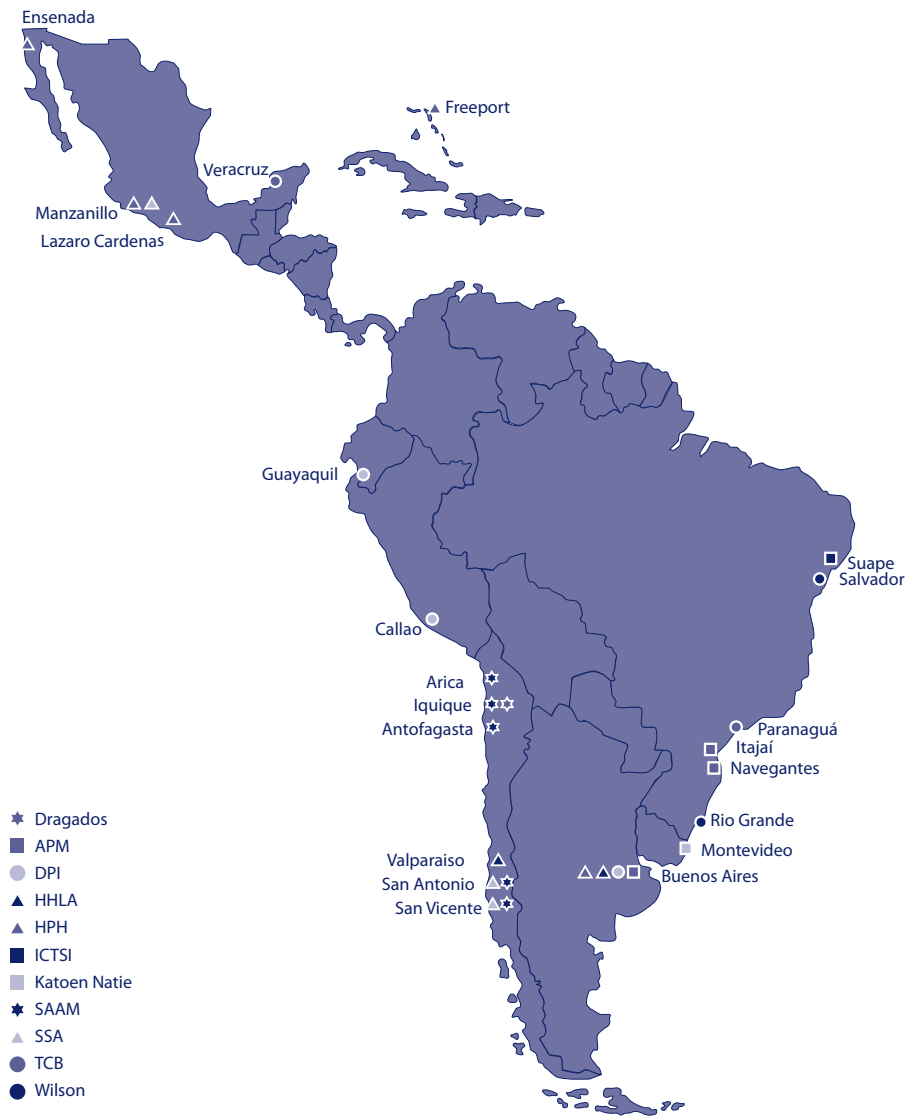 Ensenada
Freeport
Veracruz
Manzanillo
Lazaro Cardenas
Guayaquil
Suape
Salvador
Callao
Arica
Iquique
Antofagasta
Paranaguá
Itajaí
Navegantes
Rio Grande
Montevideo
Buenos Aires
Valparaiso
San Antonio
San Vicente
Dragados
APM
DPI
HHLA
HPH
ICTSI
Katoen Natie
SAAM
SSA
TCB
Wilson